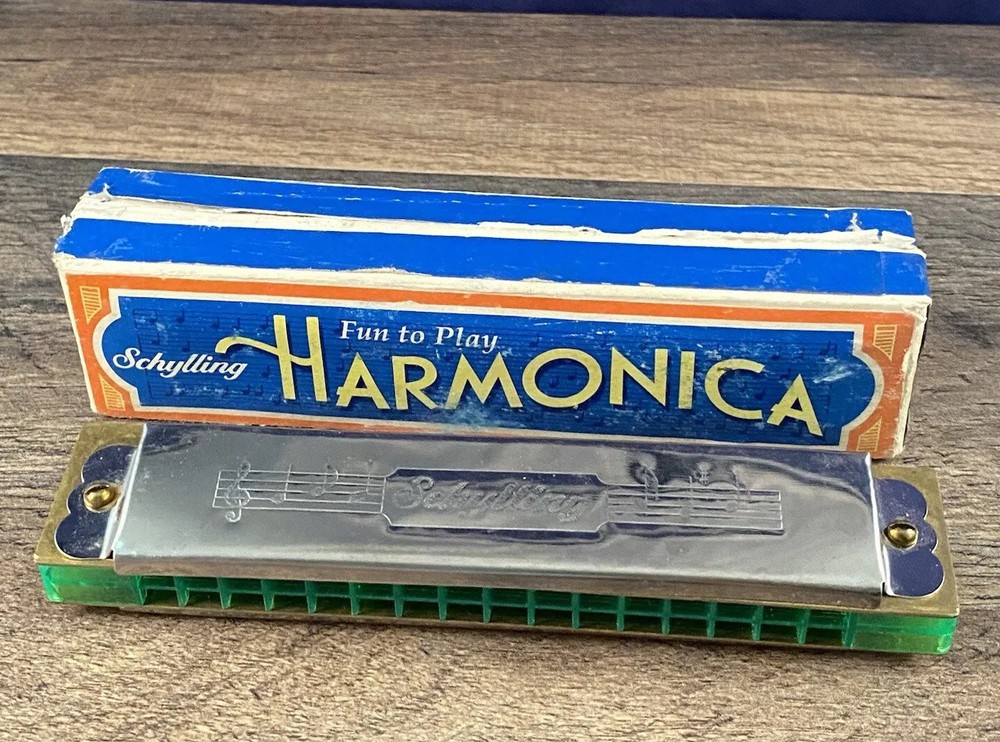 Fun to Play
Schylling HARMONICA
Schylling